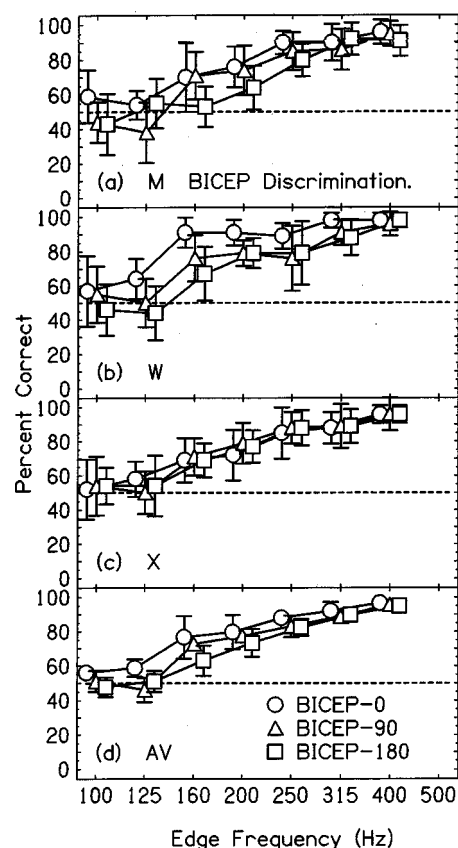 100
80
60
40
20
0
(a) M BICEP Discrimination.
100
80
60
40
20
0
(b) W
100
80
60
40
20
0
(c) X
100
80
60
40
20
0
(d) AV
BICEP-0
BICEP-90
BICEP-180
100 125 160 200 250 315 400 500
Edge Frequency (Hz)
Percent Correct